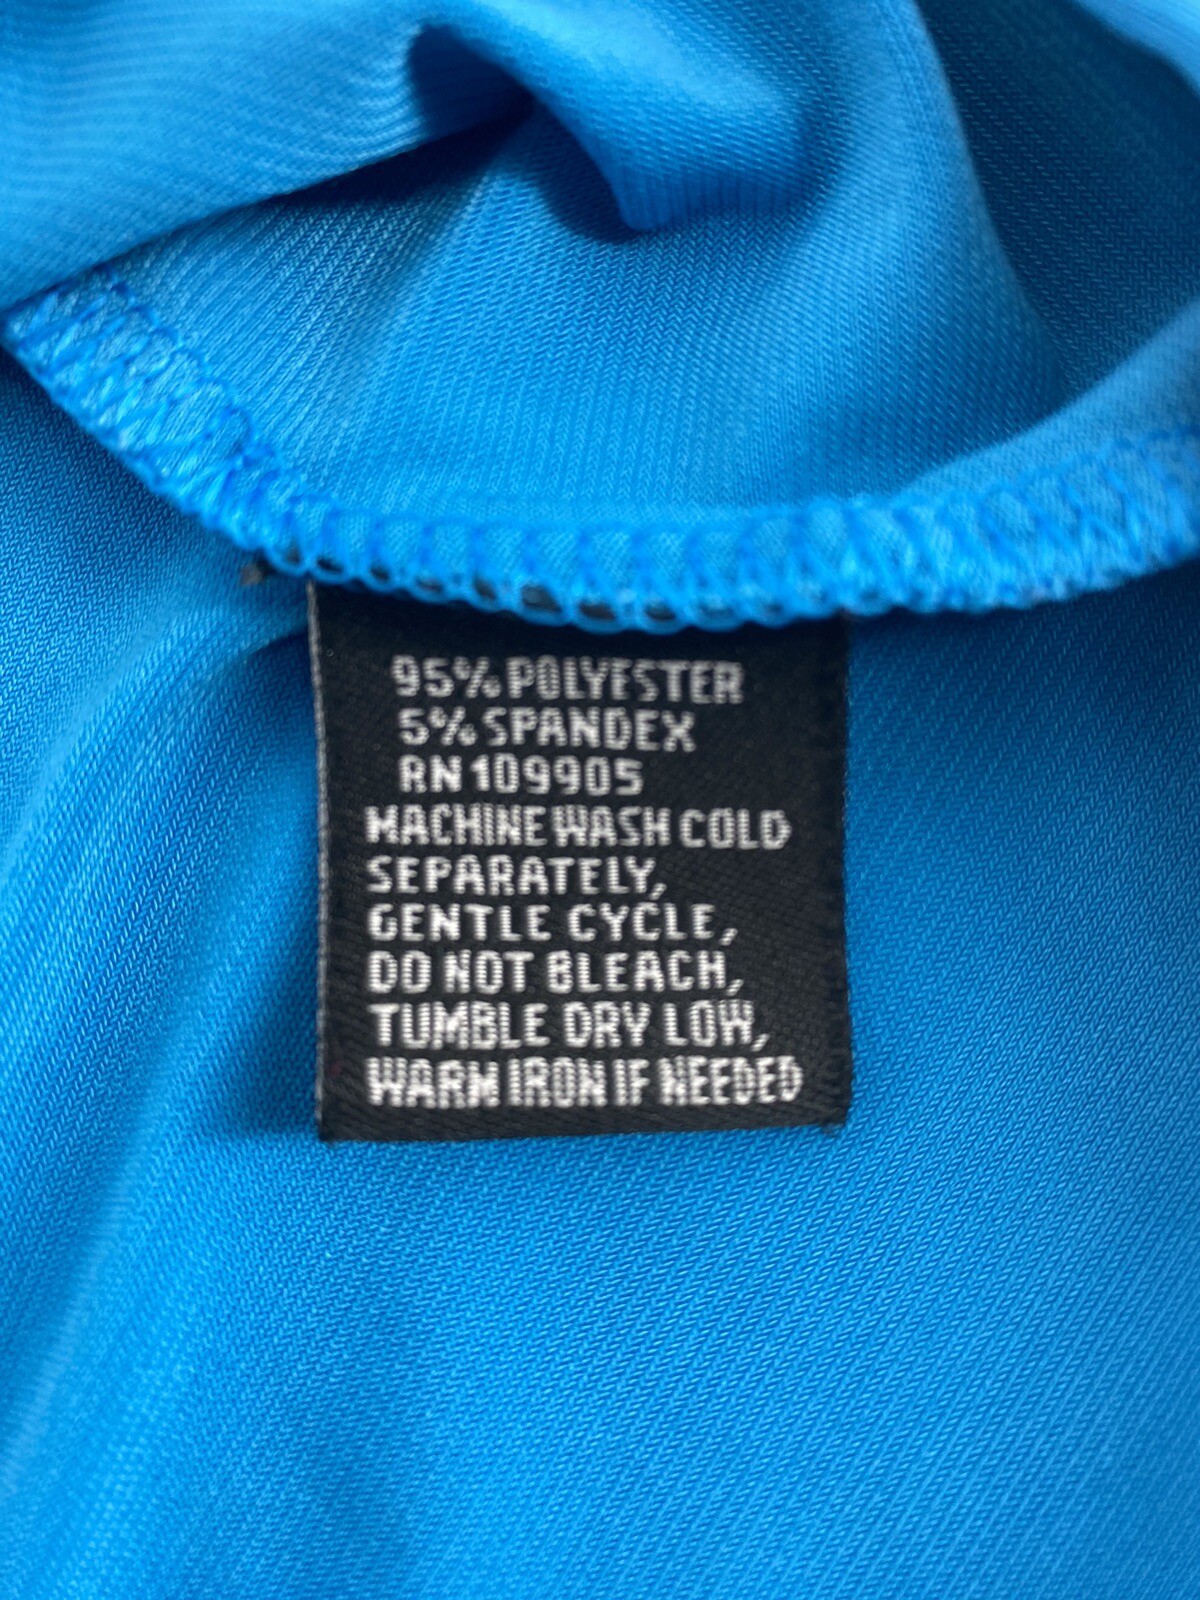 95% POLYESTER
5% SPANDEX
RN 109905
MACHINE WASH COLD
SEPARATELY,
GENTLE CYCLE,
DO NOT BLEACH,
TUMBLE DRY LOW,
WARM IRON IF NEEDED